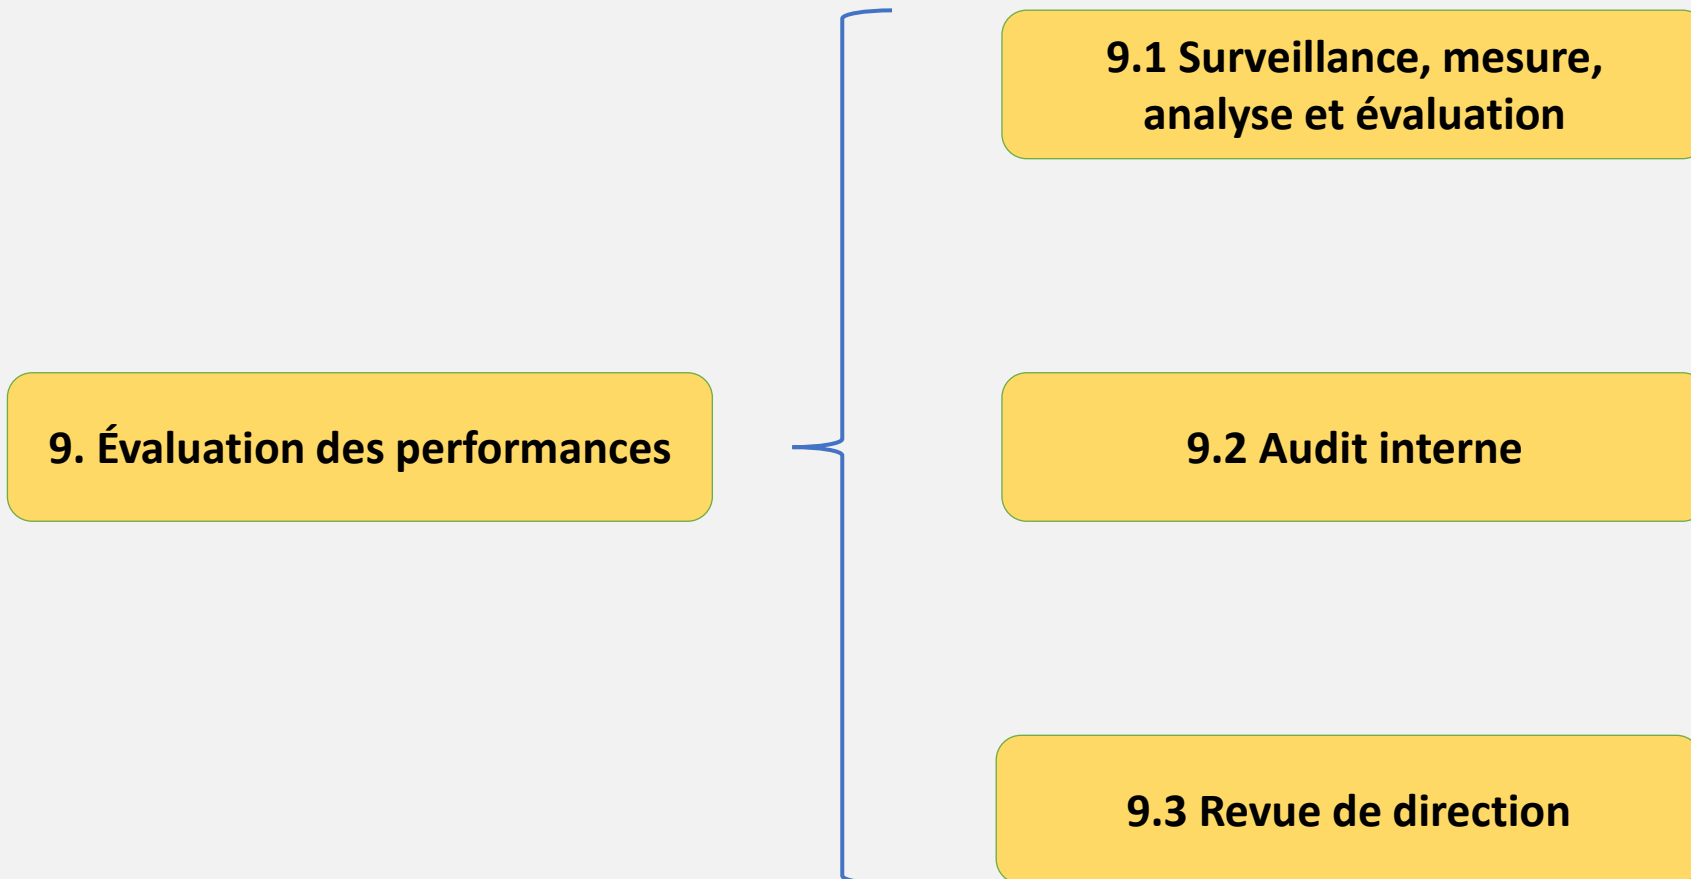 9.1 Surveillance, mesure,
analyse et évaluation
9. Évaluation des performances
9.2 Audit interne
9.3 Revue de direction